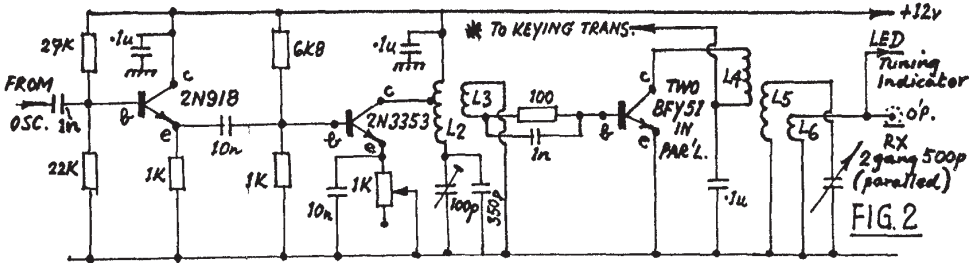 +12v
✱ To KEYING TRANS.
27K
.1u
6K8
.1u
LED
Tuning
Indicator
FROM
OSC.
1n
b
c
2N918
e
10n
b
c
2N3353
e
L2
L3
100
1n
b
c
e
TWO
BFY51
IN
PAR'L.
L4
L5
L6
O'P.
RX
2 gang 500p
(paralled)
22K
1K
1K
10n
1K
100p
350p
.1u
FIG. 2